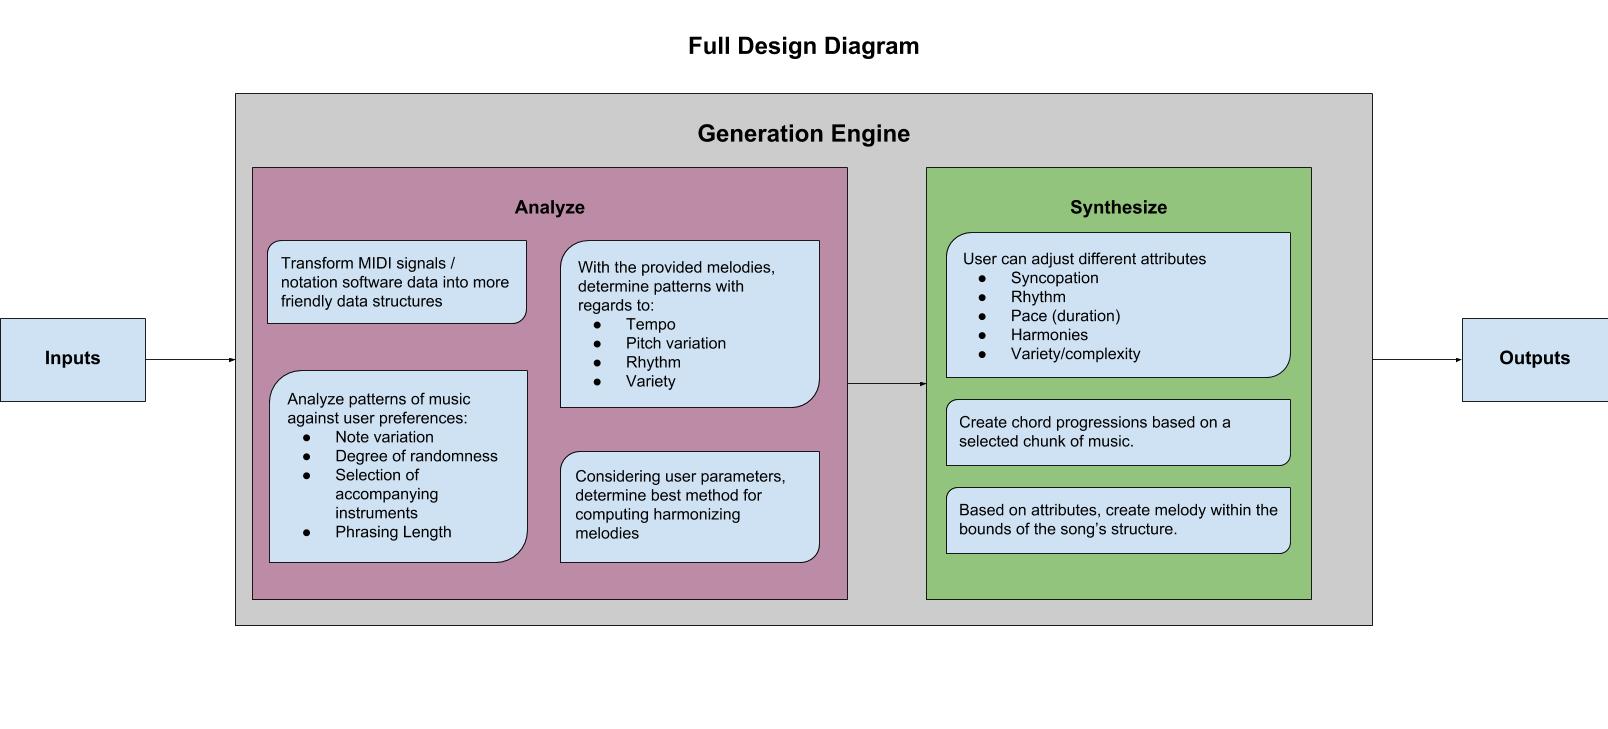 Full Design Diagram
Generation Engine
Inputs
Analyze
Transform MIDI signals /
notation software data into more
friendly data structures
Analyze patterns of music
against user preferences:
● Note variation
● Degree of randomness
● Selection of
accompanying
instruments
● Phrasing Length
With the provided melodies,
determine patterns with
regards to:
● Tempo
● Pitch variation
● Rhythm
● Variety
Considering user parameters,
determine best method for
computing harmonizing
melodies
Synthesize
User can adjust different attributes
● Syncopation
● Rhythm
● Pace (duration)
● Harmonies
● Variety/complexity
Create chord progressions based on a
selected chunk of music.
Based on attributes, create melody within the
bounds of the song's structure.
Outputs